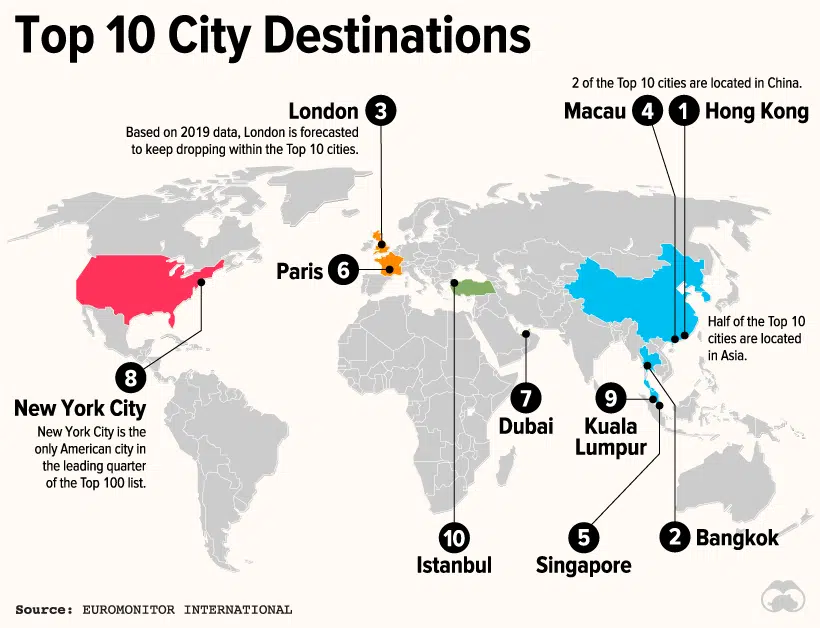 Top 10 City Destinations
2 of the Top 10 cities are located in China.
London 3
Based on 2019 data, London is forecasted
to keep dropping within the Top 10 cities.
Macau 4
1 Hong Kong
Paris 6
Half of the Top 10
cities are located
in Asia.
8
New York City
New York City is the
only American city in
the leading quarter
of the Top 100 list.
7
Dubai
9
Kuala
Lumpur
10
Istanbul
5
Singapore
2 Bangkok
Source: EUROMONITOR INTERNATIONAL